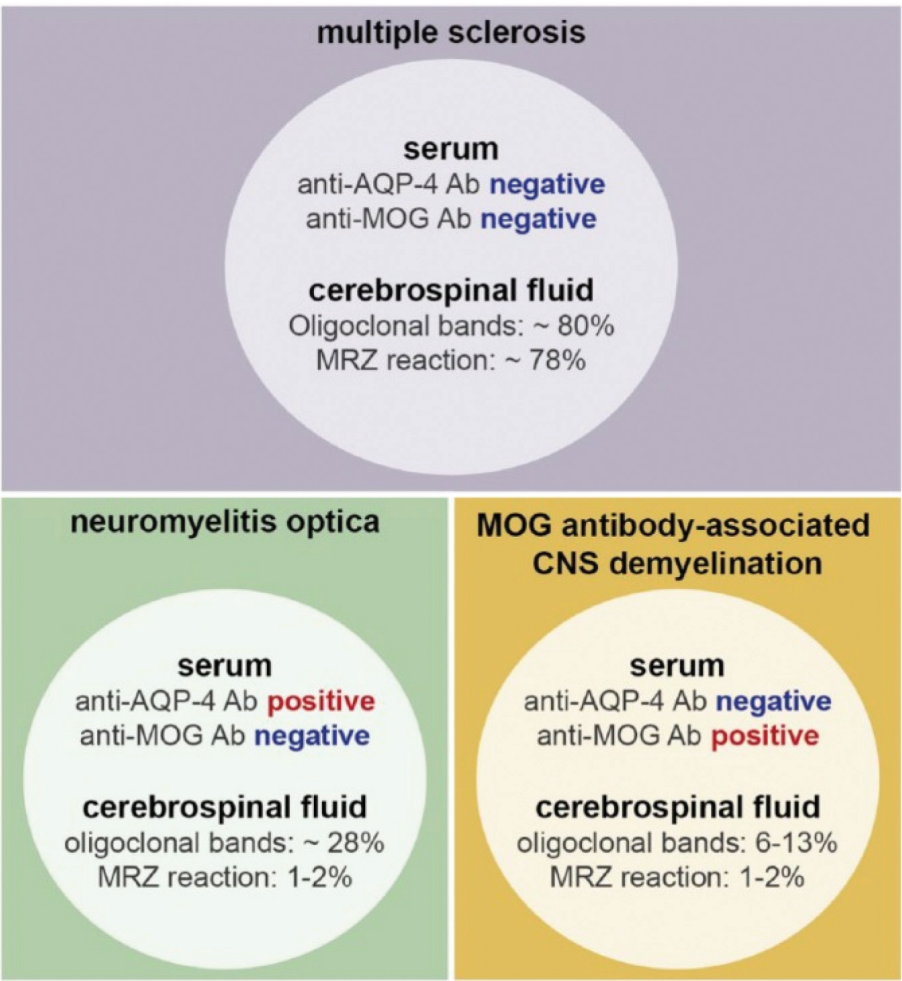 multiple sclerosis
serum
anti-AQP-4 Ab negative
anti-MOG Ab negative
cerebrospinal fluid
Oligoclonal bands: ~ 80%
MRZ reaction: ~ 78%
neuromyelitis optica
serum
anti-AQP-4 Ab positive
anti-MOG Ab negative
cerebrospinal fluid
oligoclonal bands: ~ 28%
MRZ reaction: 1-2%
MOG antibody-associated
CNS demyelination
serum
anti-AQP-4 Ab negative
anti-MOG Ab positive
cerebrospinal fluid
oligoclonal bands: 6-13%
MRZ reaction: 1-2%